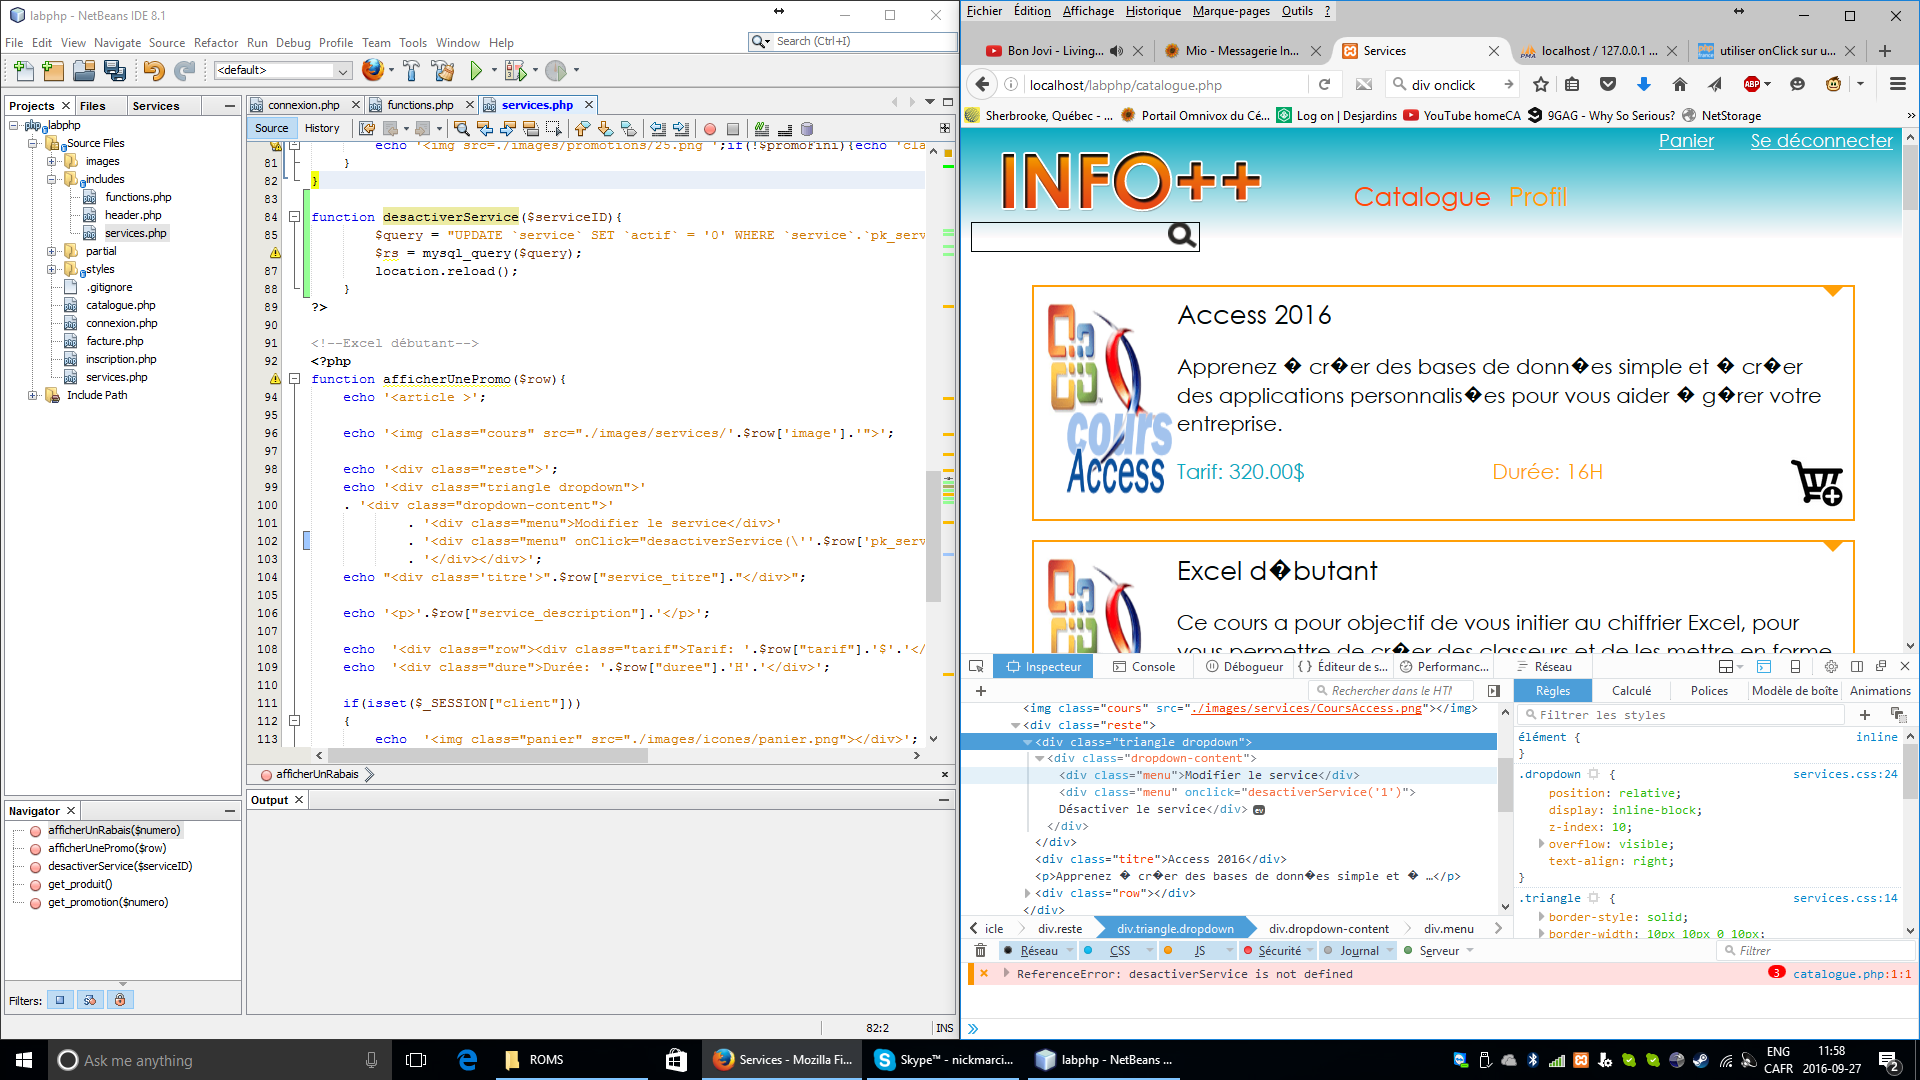 labphp - NetBeans IDE 8.1
File Edit View Navigate Source Refactor Run Debug Profile Team Tools Window Help
Search (Ctrl+I)
<default>
Projects Files Services
labphp
Source Files
images
includes
functions.php
header.php
services.php
partial
styles
.gitignore
catalogue.php
connexion.php
facture.php
inscription.php
services.php
Include Path
connexion.php functions.php services.php
Source History
echo '<img src=./images/promotions/25.png ';if(!$promoFini){echo 'cla
81 }
82 }
83
84 function desactiverService($serviceID){
85 $query = "UPDATE `service` SET `actif` = '0' WHERE `service`.`pk_serv
$rs = mysql_query($query);
87 location.reload();
88 }
89 ?>
90
91 <!--Excel débutant-->
92 <?php
function afficherUnePromo($row){
94 echo '<article >';
95
96 echo '<img class="cours" src="./images/services/'.$row['image'].'">';
97
98 echo '<div class="reste">';
99 echo '<div class="triangle dropdown">'
100 . '<div class="dropdown-content">'
101 . '<div class="menu">Modifier le service</div>'
102 . '<div class="menu" onClick="desactiverService(\''.$row['pk_serv
103 . '</div></div>';
104 echo "<div class='titre'>".$row["service_titre"]."</div>";
105
106 echo '<p>'.$row["service_description"].'</p>';
107
108 echo '<div class="row"><div class="tarif">Tarif: '.$row["tarif"].'$'.'</
109 echo '<div class="dure">Durée: '.$row["duree"].'H'.'</div>';
110
111 if(isset($_SESSION["client"]))
112 {
113 echo '<img class="panier" src="./images/icones/panier.png"></div>';
afficherUnRabais
Output
Navigator
afficherUnRabais($numero)
afficherUnePromo($row)
desactiverService($serviceID)
get_produit()
get_promotion($numero)
Filters:
82:2 INS
Fichier Édition Affichage Historique Marque-pages Outils ?
Bon Jovi - Living... Mio - Messagerie In... Services localhost / 127.0.0.1 ... utiliser onClick sur u...
localhost/labphp/catalogue.php
div onclick
Sherbrooke, Québec - ... Portail Omnivox du Cé... Log on | Desjardins YouTube homeCA 9GAG - Why So Serious? NetStorage
Panier Se déconnecter
INFO++
Catalogue Profil
Access 2016
Apprenez � cr�er des bases de donn�es simple et � cr�er
des applications personnalis�es pour vous aider � g�rer votre
entreprise.
cours
Access
Tarif: 320.00$ Durée: 16H
Excel d�butant
Ce cours a pour objectif de vous initier au chiffrier Excel, pour
vous permettre de cr�er des classeurs et de les mettre en forme
Inspecteur Console Débogueur Éditeur de s... Performanc... Réseau
Rechercher dans le HTM
Règles Calculé Polices Modèle de boîte Animations
<img class="cours" src="./images/services/CoursAccess.png"></img>
<div class="reste">
<div class="triangle dropdown">
<div class="dropdown-content">
<div class="menu">Modifier le service</div>
<div class="menu" onclick="desactiverService('1')">
Désactiver le service</div> ev
</div>
</div>
<div class="titre">Access 2016</div>
<p>Apprenez � cr�er des bases de donn�es simple et � …</p>
<div class="row"></div>
</div>
Filtrer les styles
élément { inline
}
.dropdown { services.css:24
position: relative;
display: inline-block;
z-index: 10;
overflow: visible;
text-align: right;
}
.triangle { services.css:14
border-style: solid;
border-width: 10px 10px 0 10px;
icle div.reste div.triangle.dropdown div.dropdown-content div.menu
Réseau CSS JS Sécurité Journal Serveur
Filtrer
ReferenceError: desactiverService is not defined 3 catalogue.php:1:1
Ask me anything
ROMS
Services - Mozilla Fi...
Skype™ - nickmarci...
labphp - NetBeans ...
ENG
CAFR
11:58
2016-09-27
2